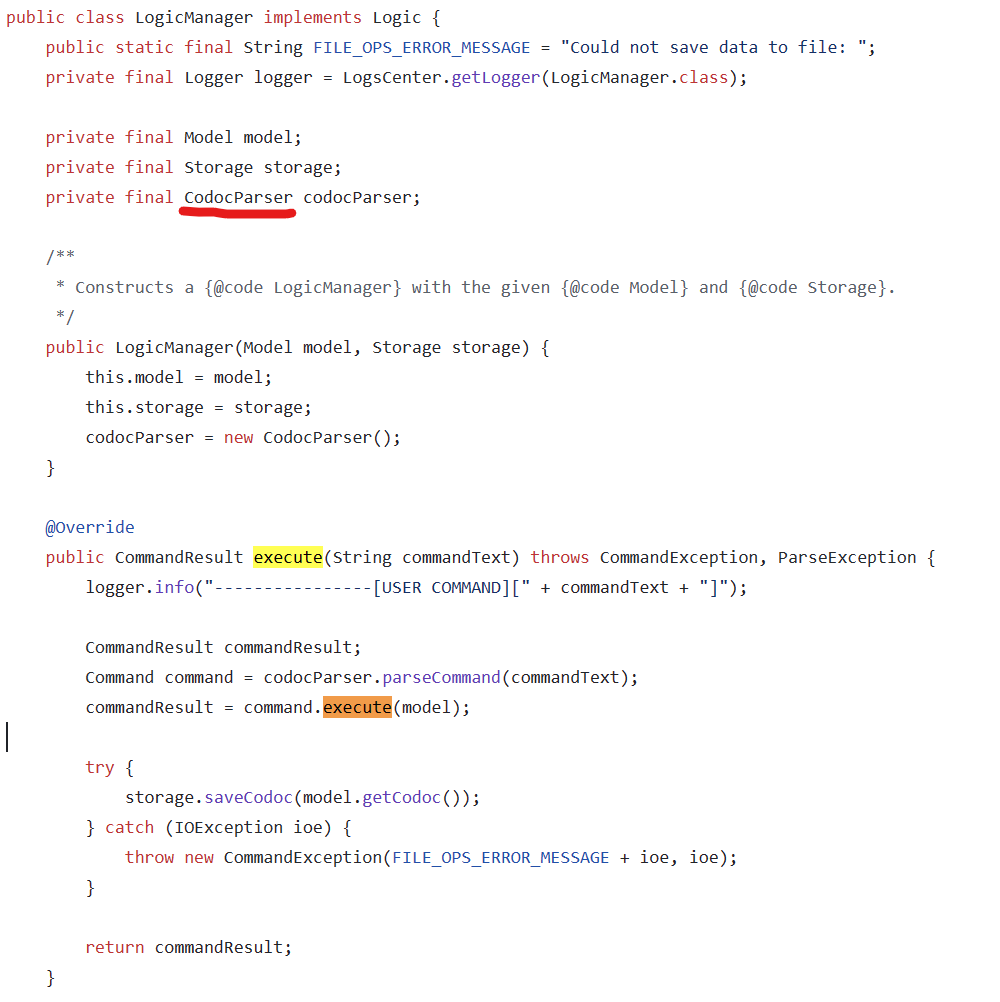 public class LogicManager implements Logic {
    public static final String FILE_OPS_ERROR_MESSAGE = "Could not save data to file: ";
    private final Logger logger = LogsCenter.getLogger(LogicManager.class);

    private final Model model;
    private final Storage storage;
    private final CodocParser codocParser;

    /**
     * Constructs a {@code LogicManager} with the given {@code Model} and {@code Storage}.
     */
    public LogicManager(Model model, Storage storage) {
        this.model = model;
        this.storage = storage;
        codocParser = new CodocParser();
    }

    @Override
    public CommandResult execute(String commandText) throws CommandException, ParseException {
        logger.info("----------------[USER COMMAND][" + commandText + "]");

        CommandResult commandResult;
        Command command = codocParser.parseCommand(commandText);
        commandResult = command.execute(model);

        try {
            storage.saveCodoc(model.getCodoc());
        } catch (IOException ioe) {
            throw new CommandException(FILE_OPS_ERROR_MESSAGE + ioe, ioe);
        }

        return commandResult;
    }